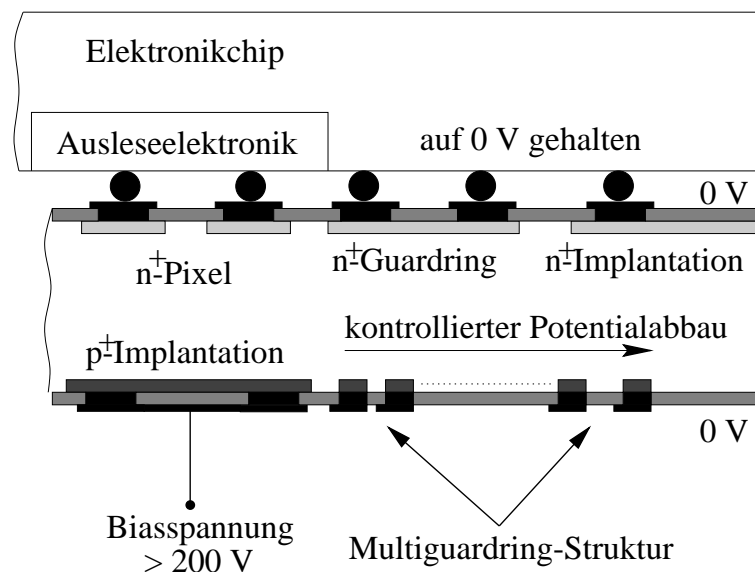 Elektronikchip
Ausleseelektronik
auf 0 V gehalten
0 V
n+-Pixel
n+-Guardring
n+-Implantation
kontrollierter Potentialabbau
p+-Implantation
0 V
Biasspannung
> 200 V
Multiguardring-Struktur